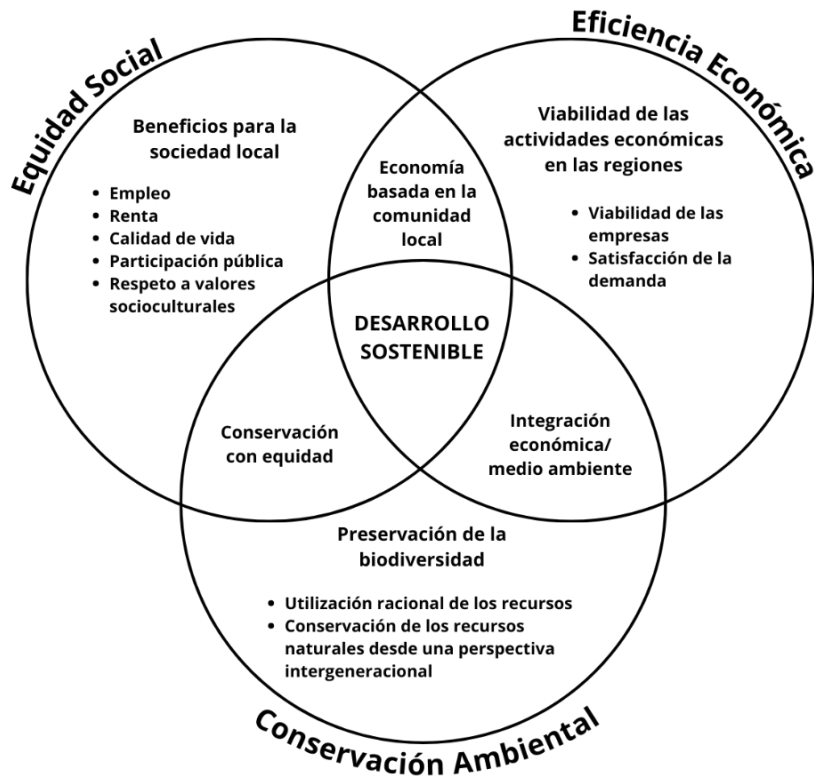 Equidad Social
Eficiencia Económica
Beneficios para la
sociedad local
• Empleo
• Renta
• Calidad de vida
• Participación pública
• Respeto a valores
socioculturales
Economía
basada en la
comunidad
local
Viabilidad de las
actividades económicas
en las regiones
• Viabilidad de las
empresas
• Satisfacción de la
demanda
DESARROLLO
SOSTENIBLE
Conservación
con equidad
Integración
económica/
medio ambiente
Preservación de la
biodiversidad
• Utilización racional de los recursos
• Conservación de los recursos
naturales desde una perspectiva
intergeneracional
Conservación Ambiental